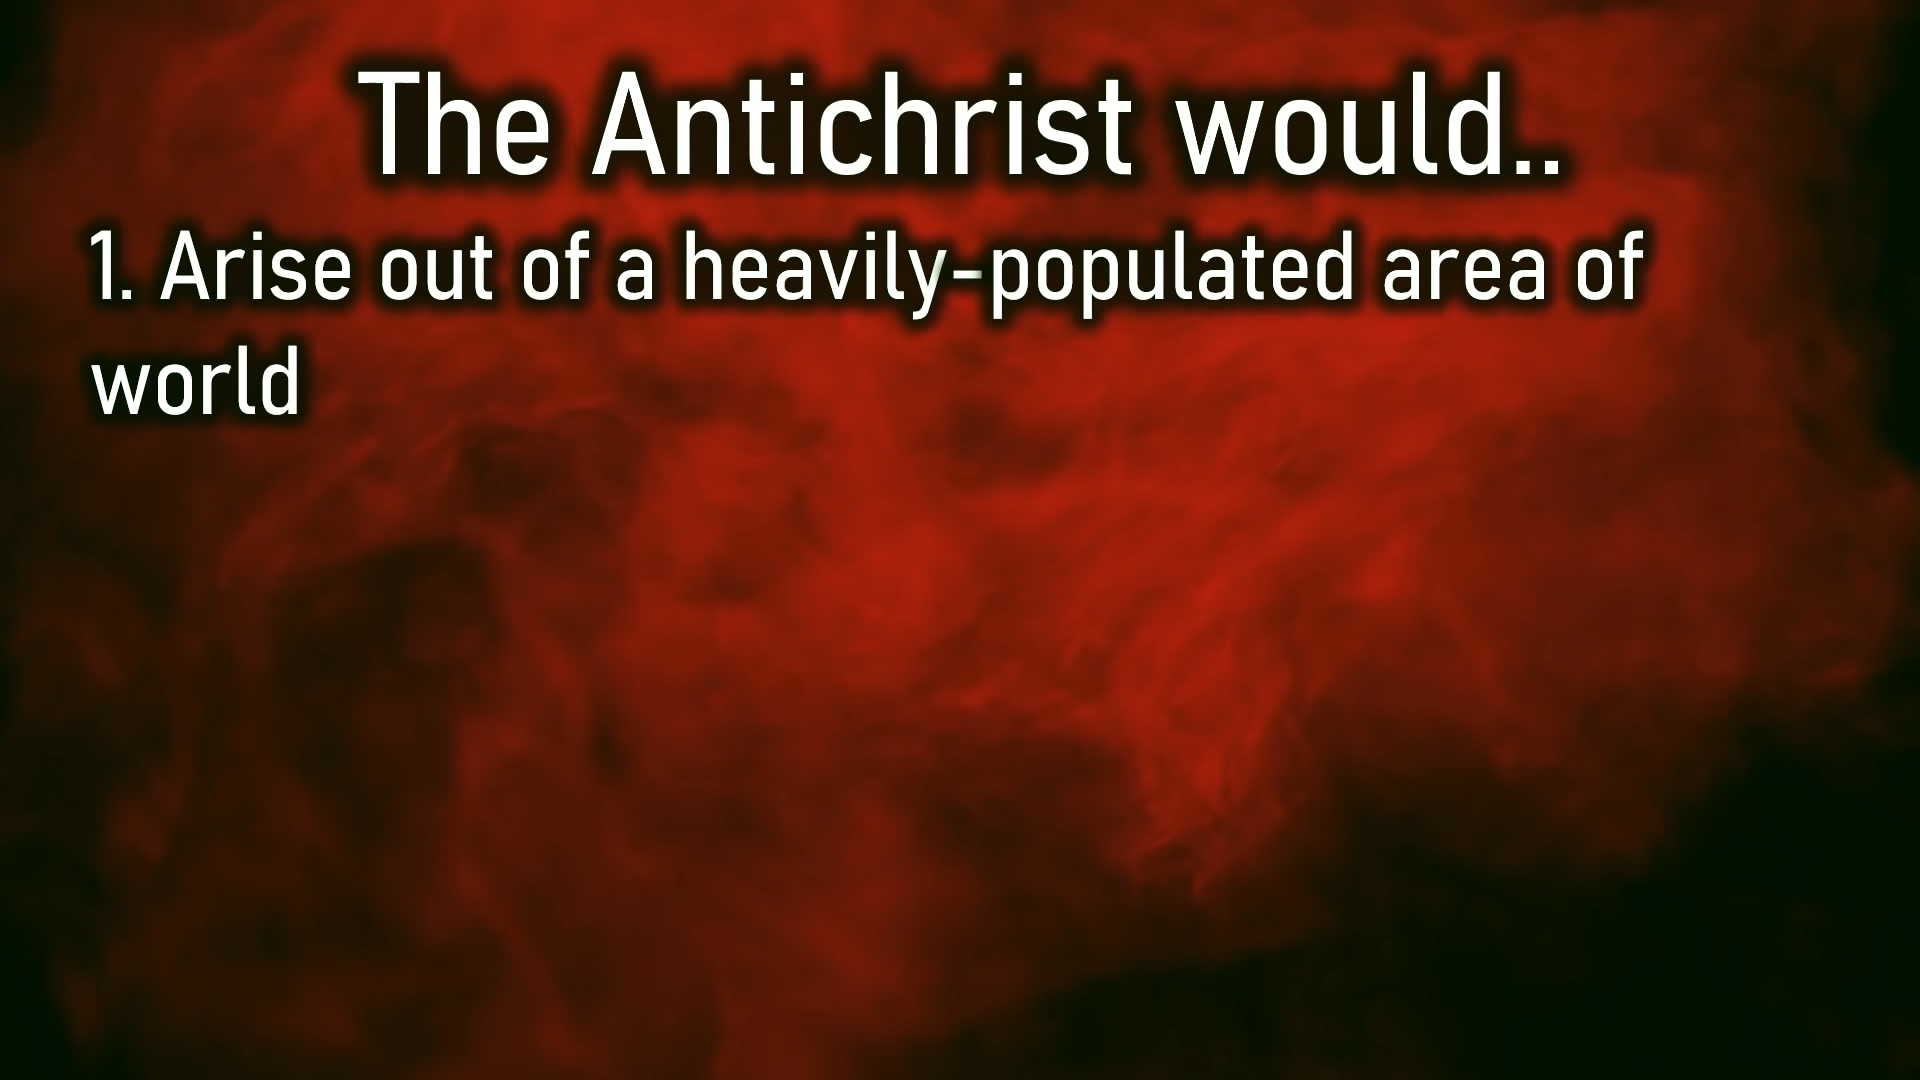 The Antichrist would..
1. Arise out of a heavily-populated area of
world